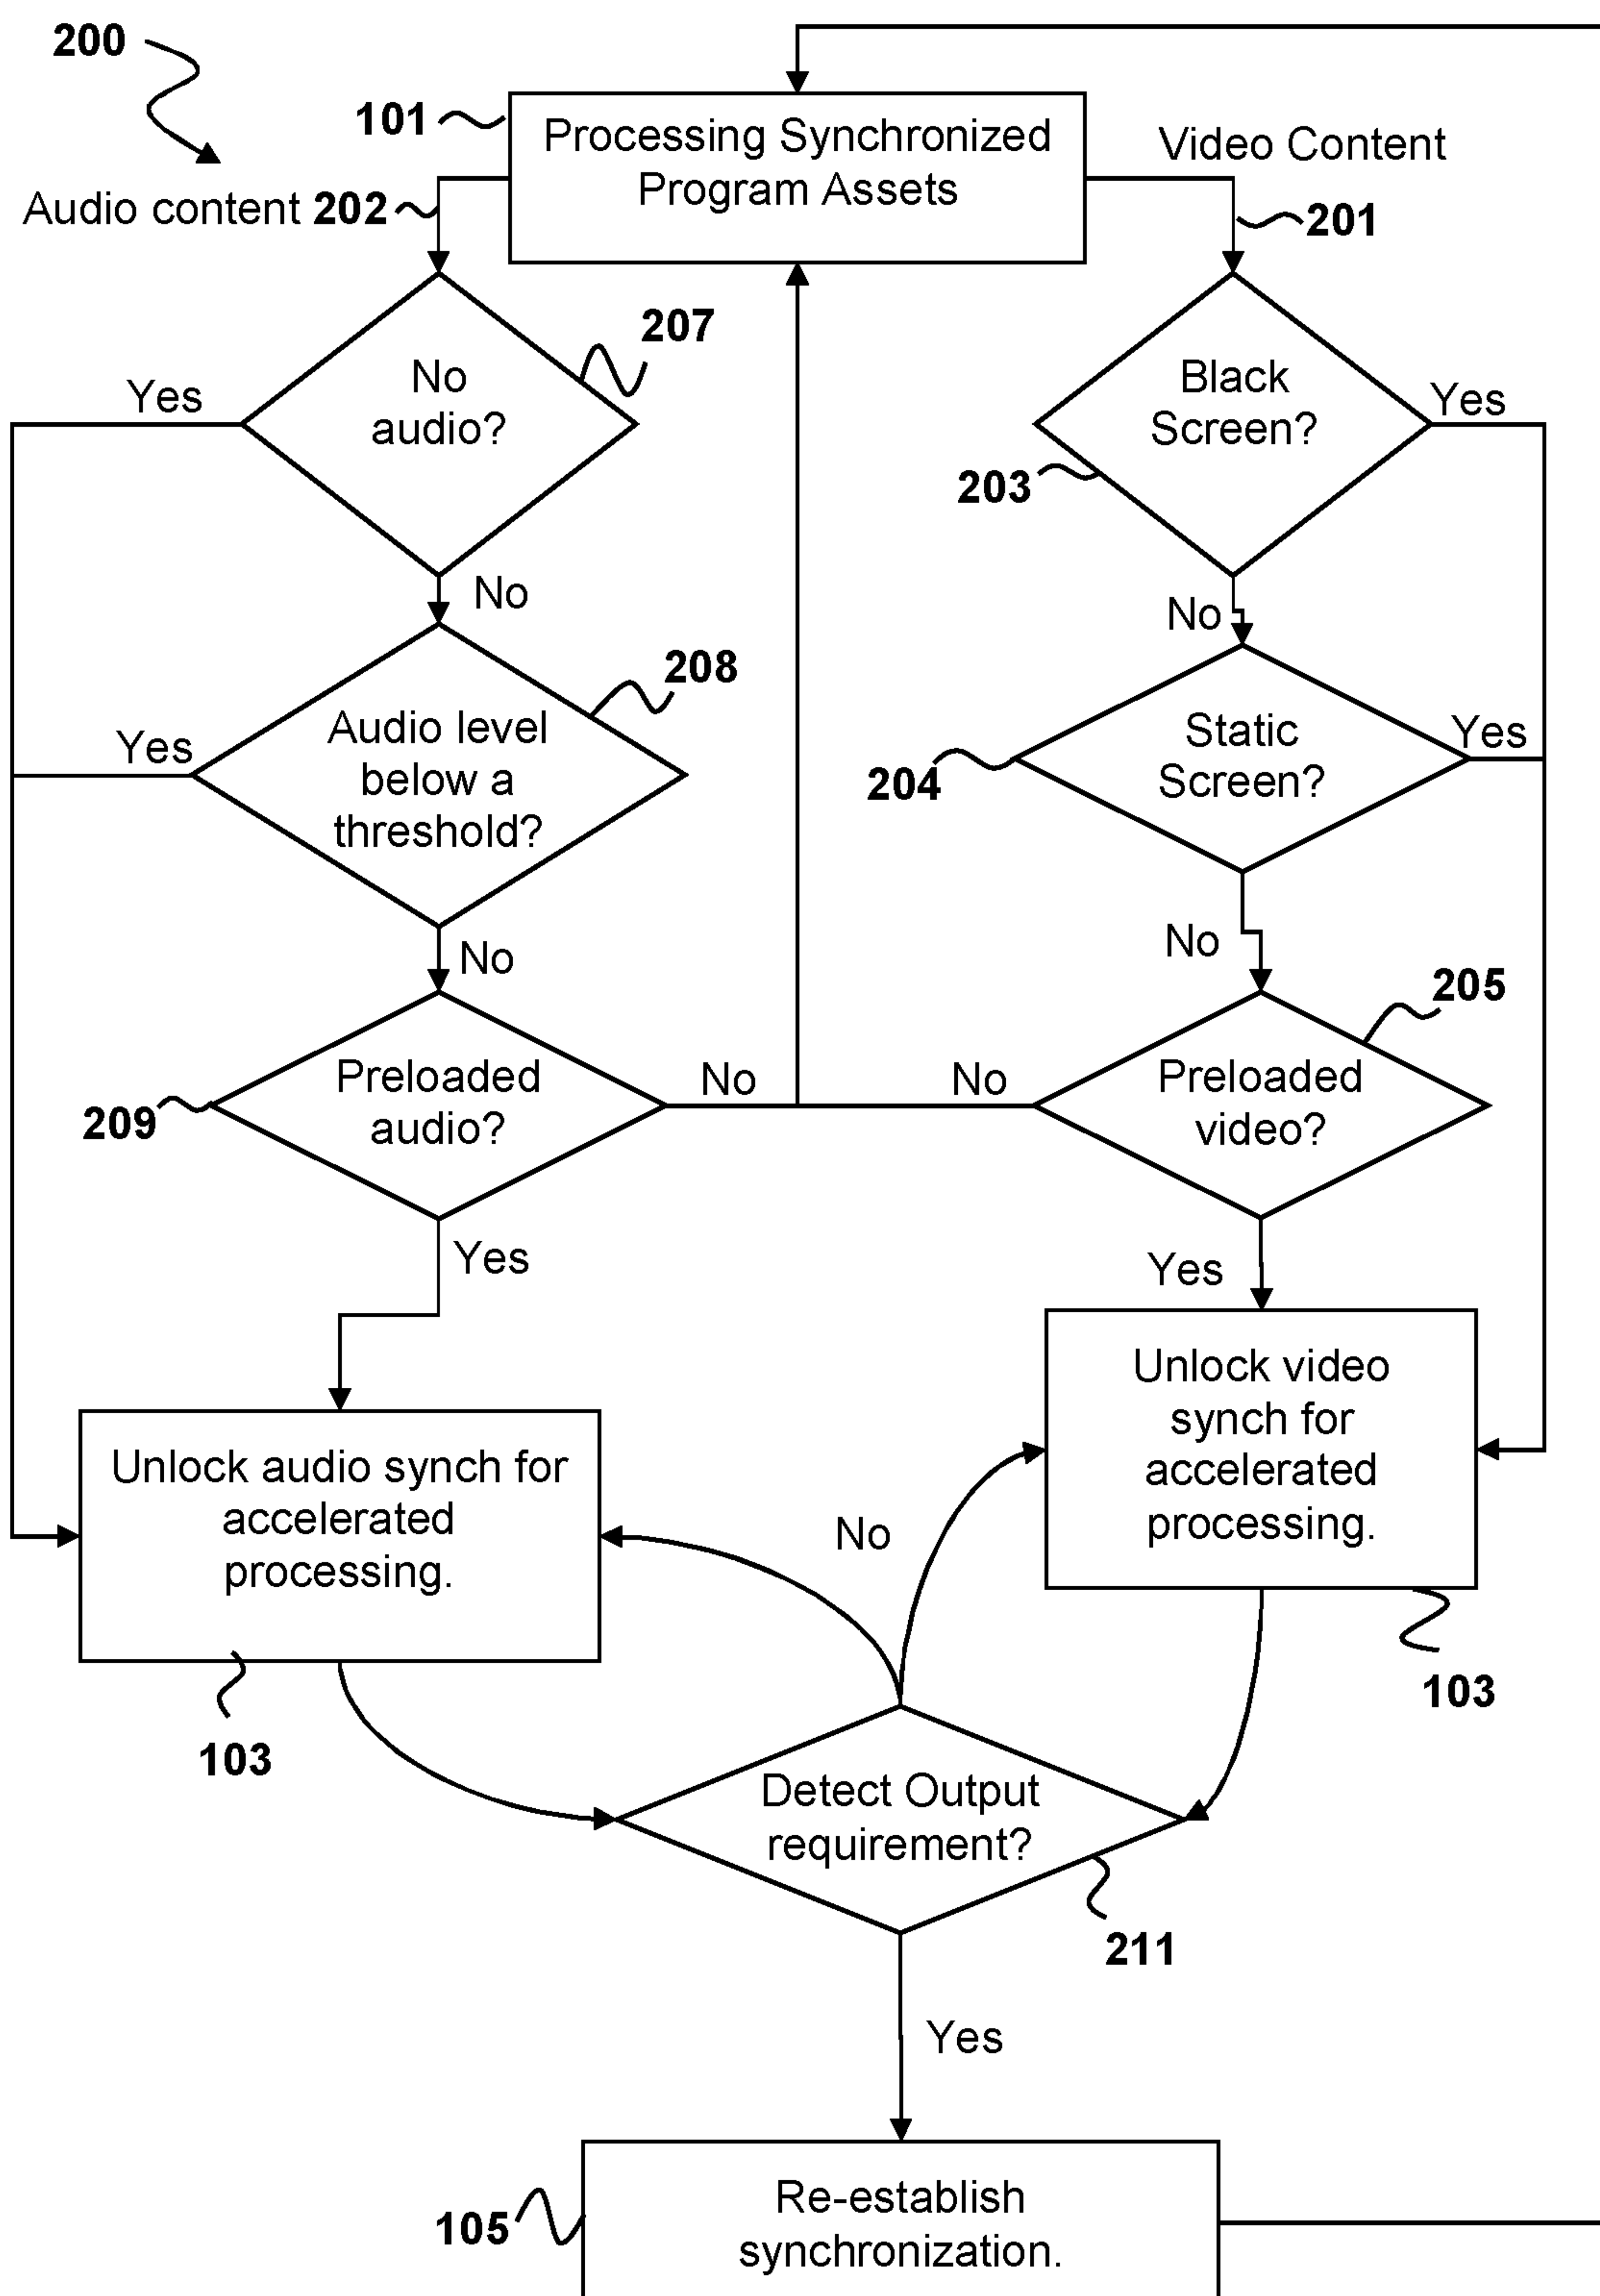 200
101
Processing Synchronized
Program Assets
Video Content
Audio content 202
201
207
No
audio?
Yes
Black
Screen?
Yes
203
No
No
208
Audio level
below a
threshold?
Yes
Static
Screen?
Yes
204
No
No
205
Preloaded
audio?
No
No
Preloaded
video?
209
Yes
Yes
Unlock video
synch for
accelerated
processing.
Unlock audio synch for
accelerated
processing.
No
103
103
Detect Output
requirement?
211
Yes
Re-establish
synchronization.
105